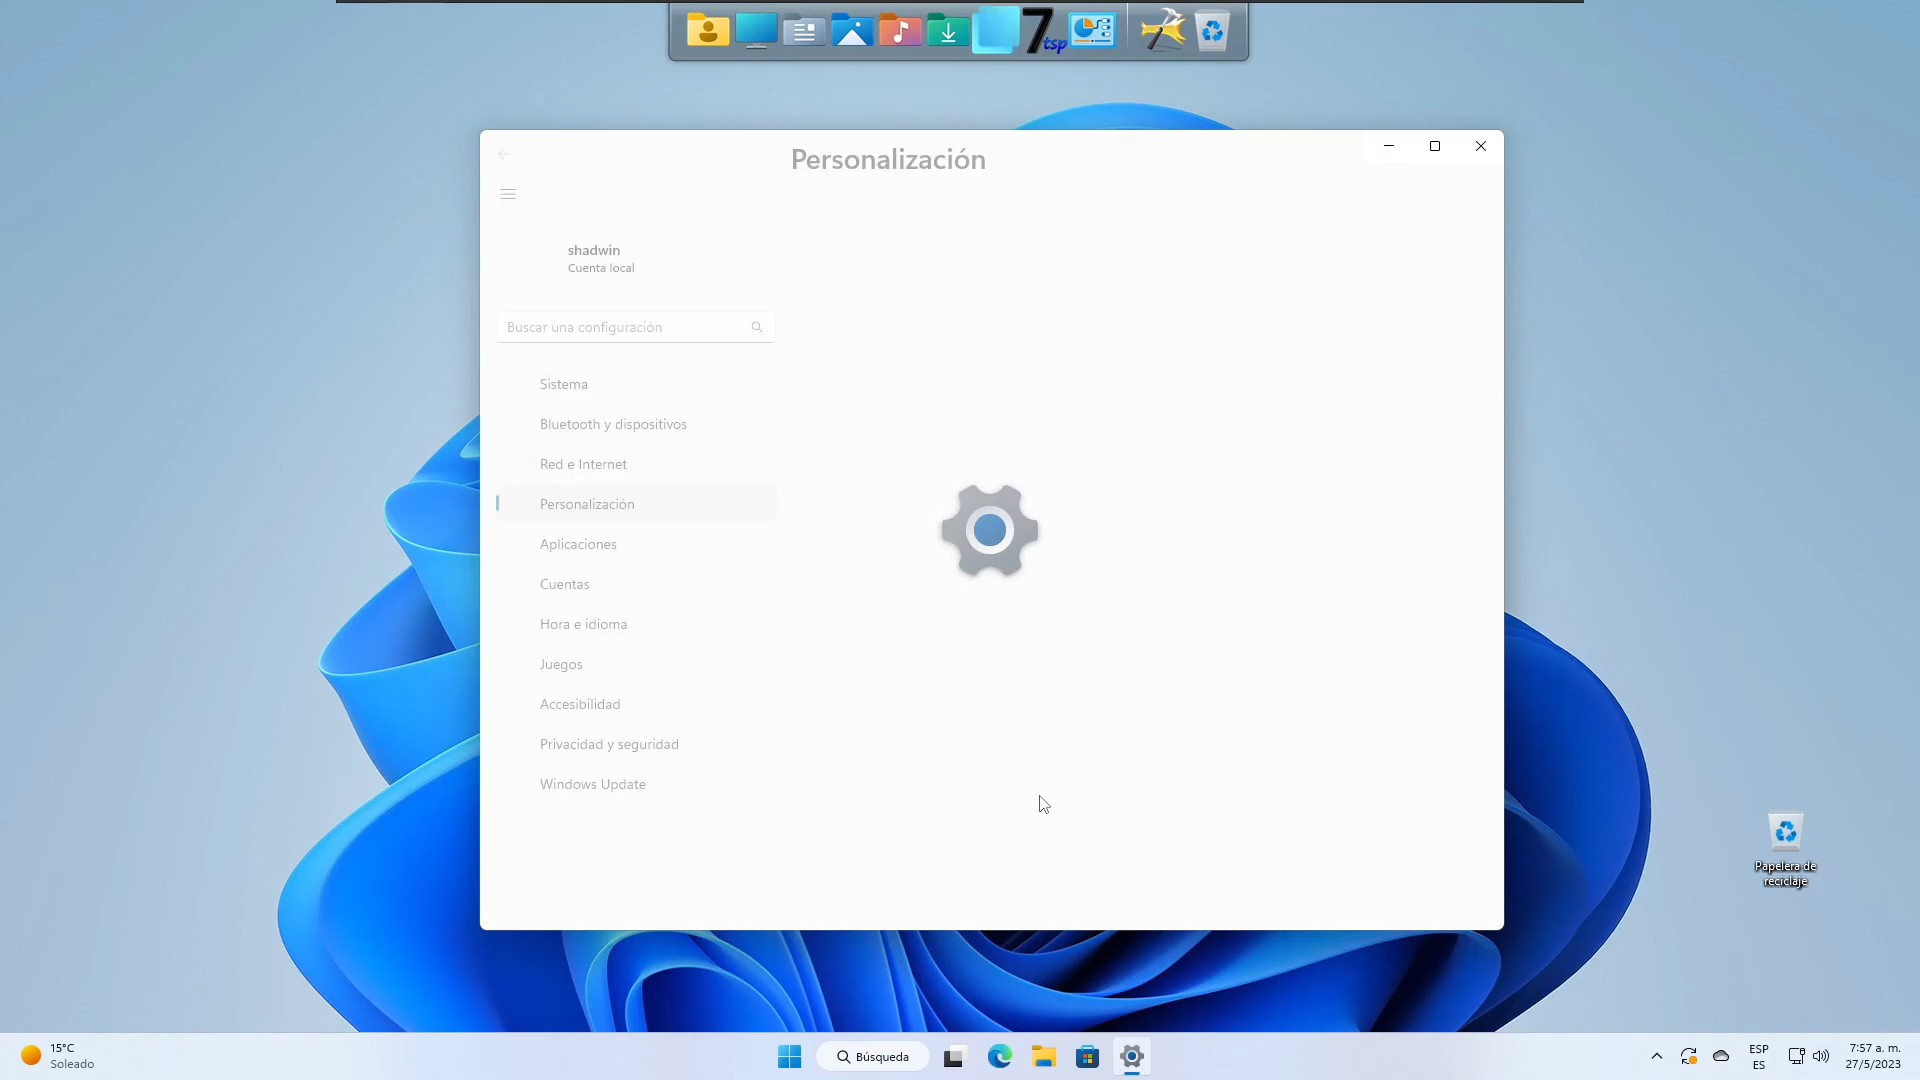 7tsp
Personalización
shadwin
Cuenta local
Buscar una configuración
Sistema
Bluetooth y dispositivos
Red e Internet
Personalización
Aplicaciones
Cuentas
Hora e idioma
Juegos
Accesibilidad
Privacidad y seguridad
Windows Update
Papelera de
reciclaje
15°C
Soleado
Búsqueda
ESP
ES
7:57 a. m.
27/5/2023